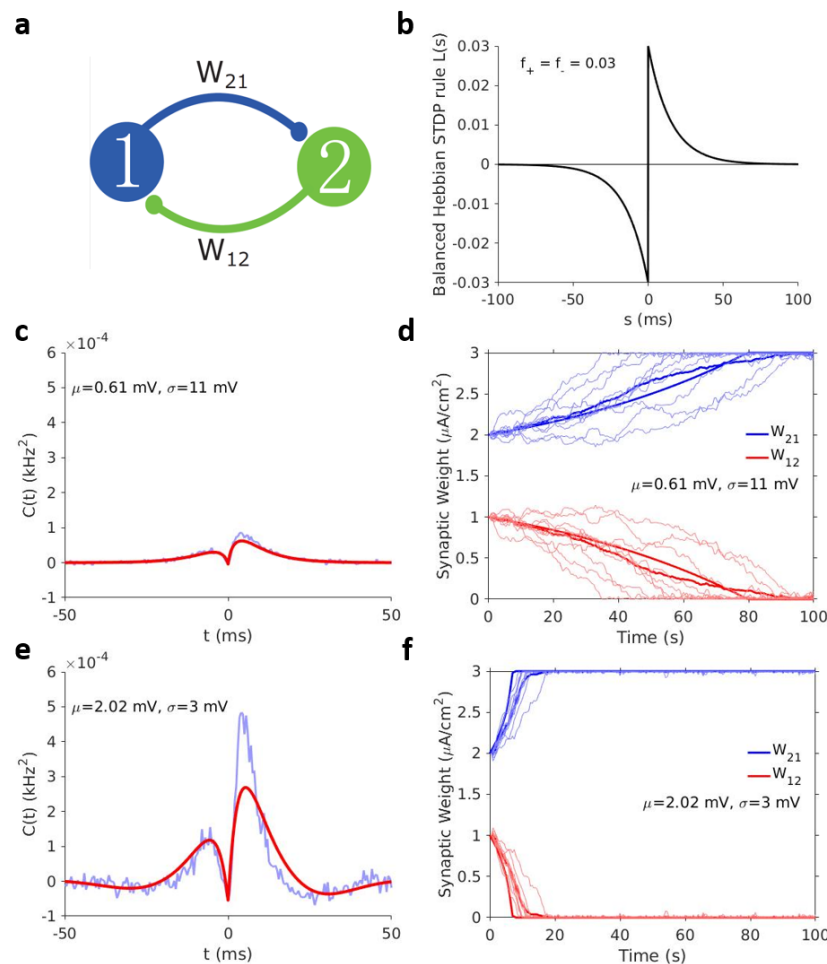 a
W21
1
2
W12
b
Balanced Hebbian STDP rule L(s)
f+ = f- = 0.03
0.03
0.02
0.01
0
-0.01
-0.02
-0.03
-100
-50
0
50
100
s (ms)
c
×10-4
μ=0.61 mV, σ=11 mV
C(t) (kHz2)
6
5
4
3
2
1
0
-1
-50
0
50
t (ms)
d
Synaptic Weight (μA/cm2)
3
2.5
2
1.5
1
0.5
0
W21
W12
μ=0.61 mV, σ=11 mV
0
20
40
60
80
100
Time (s)
e
×10-4
μ=2.02 mV, σ=3 mV
C(t) (kHz2)
6
5
4
3
2
1
0
-1
-50
0
50
t (ms)
f
Synaptic Weight (μA/cm2)
3
2.5
2
1.5
1
0.5
0
W21
W12
μ=2.02 mV, σ=3 mV
0
20
40
60
80
100
Time (s)